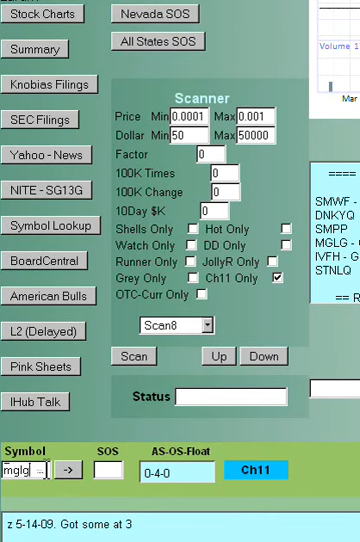 Stock Charts
Nevada SOS
Summary
All States SOS
Volume 1
Mar
Knobias Filings
SEC Filings
Yahoo - News
NITE - SG13G
Symbol Lookup
BoardCentral
American Bulls
L2 (Delayed)
Pink Sheets
IHub Talk
Scanner
Price Min 0.0001 Max 0.001
Dollar Min 50 Max 50000
Factor 0
100K Times 0
100K Change 0
10Day $K 0
Shells Only Hot Only
Watch Only DD Only
Runner Only JollyR Only
Grey Only Ch11 Only
OTC-Curr Only
Scan8
Scan Up Down
Status
====
SMWF -
DNKYQ
SMPP
MGLG -
IVFH - G
STNLQ
== R
Symbol SOS AS-OS-Float
mglg ... -> 0-4-0 Ch11
z 5-14-09. Got some at 3